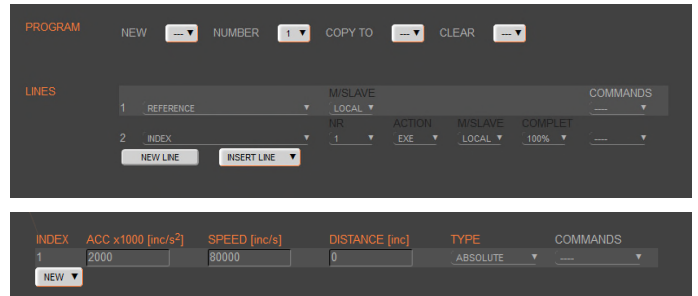 PROGRAM NEW --- NUMBER 1 COPY TO --- CLEAR ---
LINES M/SLAVE COMMANDS
1 REFERENCE LOCAL ----
NR ACTION M/SLAVE COMPLET
2 INDEX 1 EXE LOCAL 100% ----
NEW LINE INSERT LINE
INDEX ACC x1000 [inc/s²] SPEED [inc/s] DISTANCE [inc] TYPE COMMANDS
1 2000 80000 0 ABSOLUTE ----
NEW